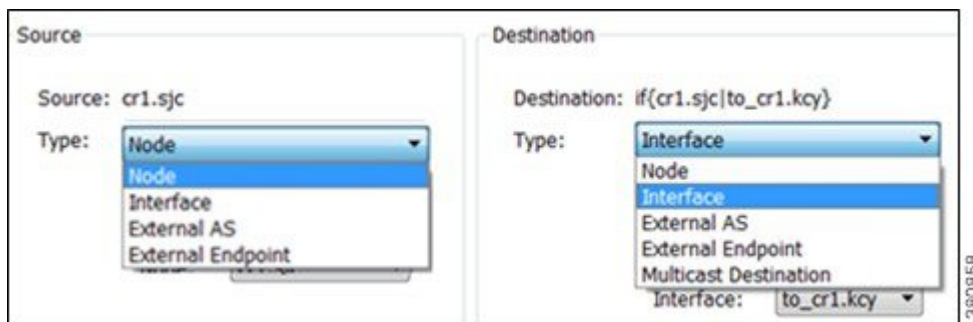 Source
Source: cr1.sjc
Type: Node
Node
Interface
External AS
External Endpoint
Destination
Destination: if{cr1.sjc|to_cr1.kcy}
Type: Interface
Node
Interface
External AS
External Endpoint
Multicast Destination
Interface: to_cr1.kcy